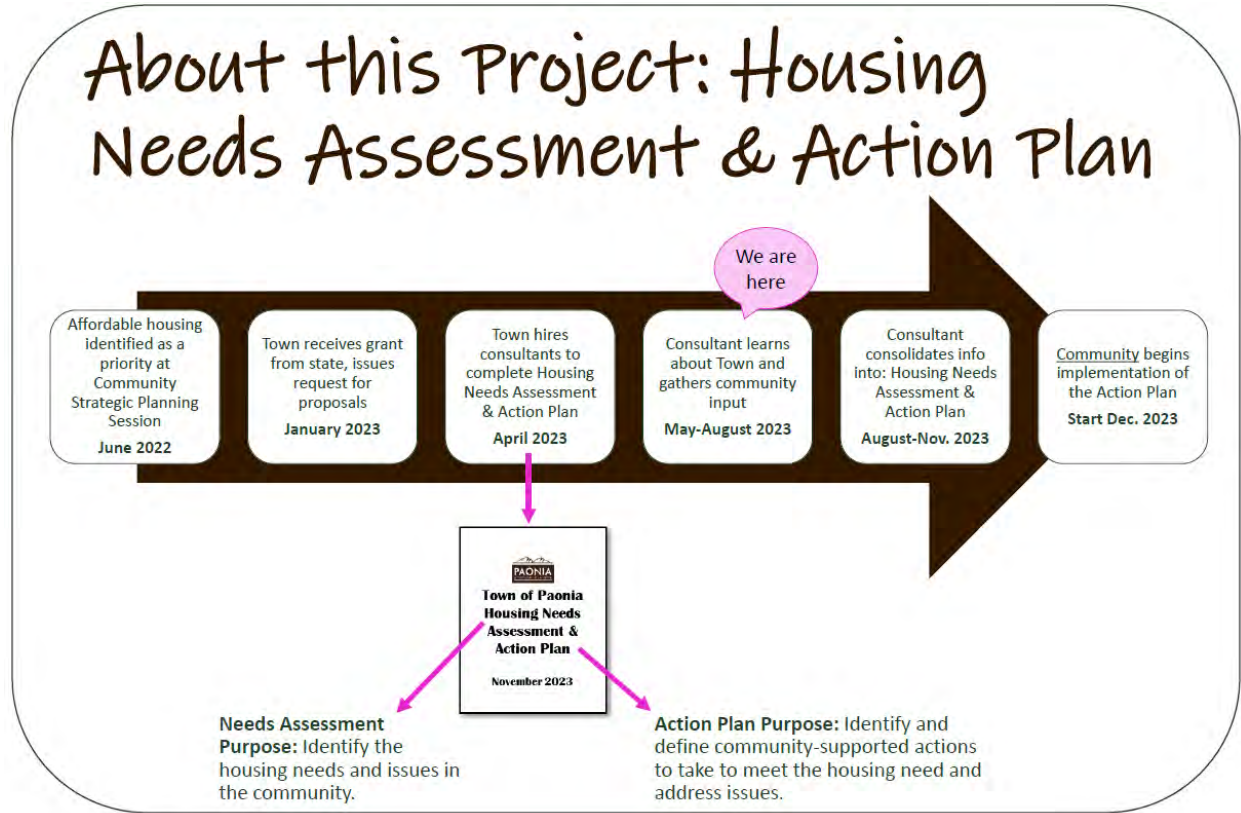 About this Project: Housing
Needs Assessment & Action Plan
We are
here
Affordable housing
identified as a
priority at
Community
Strategic Planning
Session
June 2022
Town receives grant
from state, issues
request for
proposals
January 2023
Town hires
consultants to
complete Housing
Needs Assessment
& Action Plan
April 2023
Consultant learns
about Town and
gathers community
input
May-August 2023
Consultant
consolidates info
into: Housing Needs
Assessment &
Action Plan
August-Nov. 2023
Community begins
implementation of
the Action Plan
Start Dec. 2023
PAONIA
Town of Paonia
Housing Needs
Assessment &
Action Plan
November 2023
Needs Assessment
Purpose: Identify the
housing needs and issues in
the community.
Action Plan Purpose: Identify and
define community-supported actions
to take to meet the housing need and
address issues.